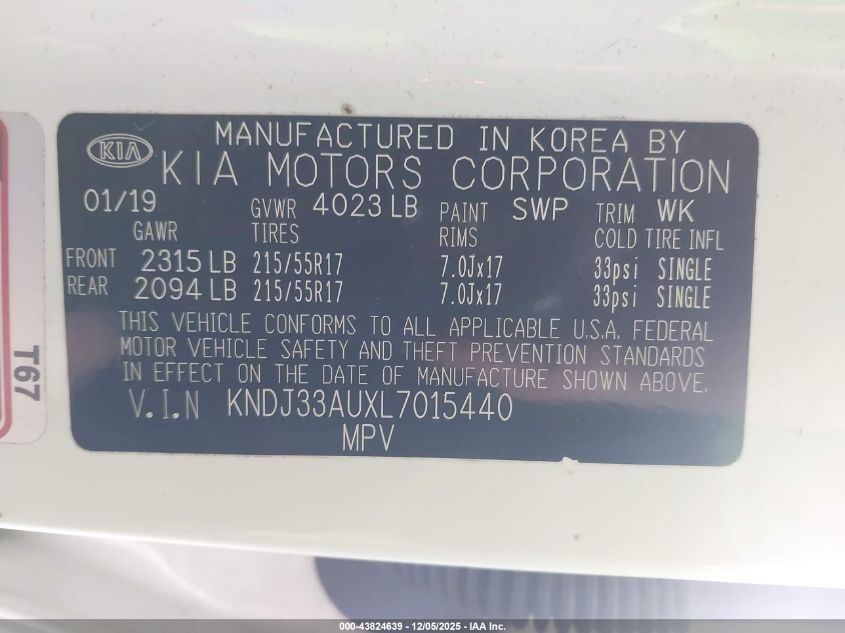 MANUFACTURED IN KOREA BY
KIA
KIA MOTORS CORPORATION
01/19 GVWR 4023 LB PAINT SWP TRIM WK
GAWR TIRES RIMS COLD TIRE INFL
FRONT 2315 LB 215/55R17 7.0Jx17 33psi SINGLE
REAR 2094 LB 215/55R17 7.0Jx17 33psi SINGLE
THIS VEHICLE CONFORMS TO ALL APPLICABLE U.S.A. FEDERAL
MOTOR VEHICLE SAFETY AND THEFT PREVENTION STANDARDS
IN EFFECT ON THE DATE OF MANUFACTURE SHOWN ABOVE.
V.I.N KNDJ33AUXL7015440
MPV
T67
000-43824639 - 12/05/2025 - IAA Inc.